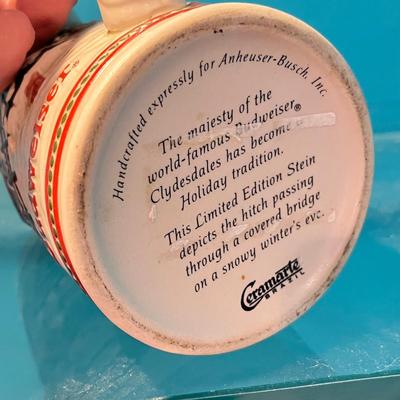 Handcrafted expressly for Anheuser-Busch, Inc.
The majesty of the
world-famous Budweiser®
Clydesdales has become a
Holiday tradition.
This Limited Edition Stein
depicts the hitch passing
through a covered bridge
on a snowy winter's eve.
Ceramarte
BRAZIL